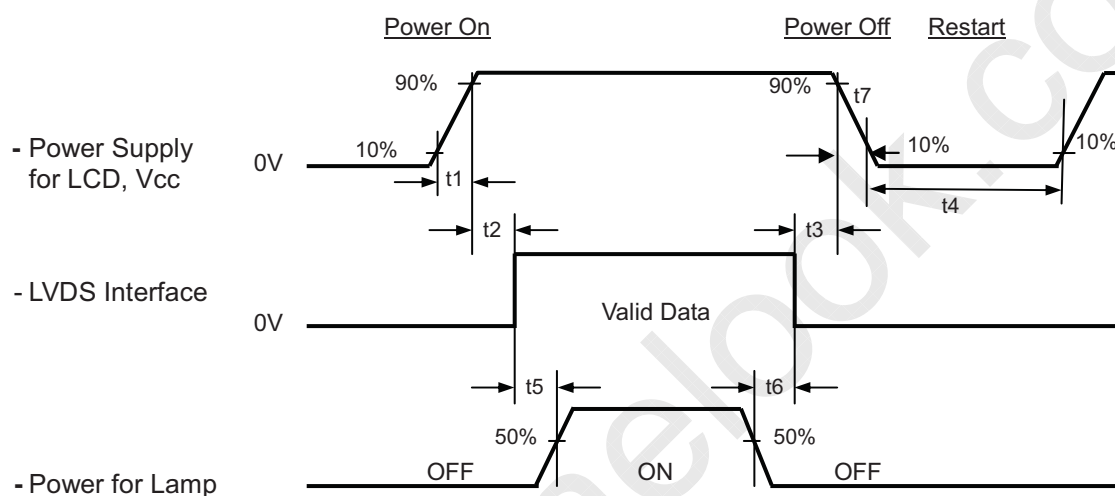 Power On
Power Off
Restart
90%
90%
t7
- Power Supply
for LCD, Vcc
0V
10%
10%
10%
t1
t4
t2
t3
- LVDS Interface
0V
Valid Data
t5
t6
50%
50%
- Power for Lamp
OFF
ON
OFF